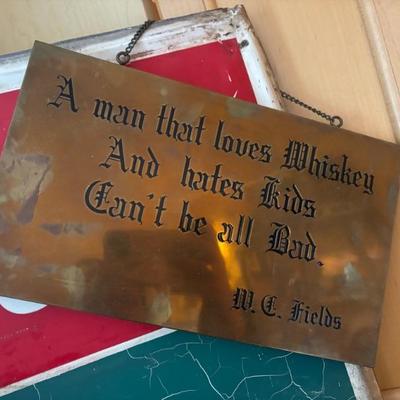 A man that loves Whiskey
And hates Kids
Can't be all Bad.
W. C. Fields